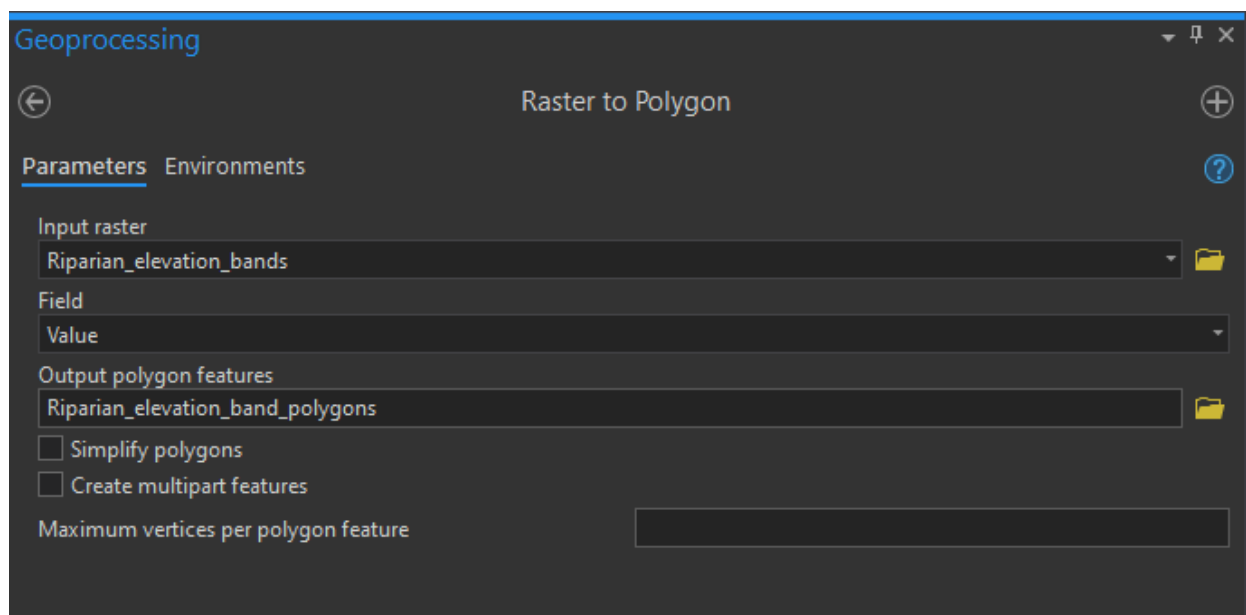 Geoprocessing
Raster to Polygon
Parameters Environments
Input raster
Riparian_elevation_bands
Field
Value
Output polygon features
Riparian_elevation_band_polygons
Simplify polygons
Create multipart features
Maximum vertices per polygon feature